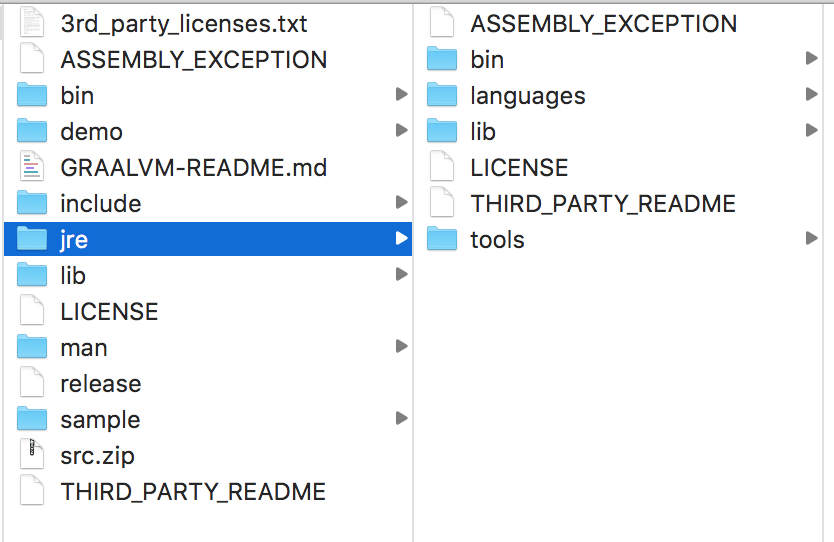 3rd_party_licenses.txt
ASSEMBLY_EXCEPTION
bin
demo
GRAALVM-README.md
include
jre
lib
LICENSE
man
release
sample
src.zip
THIRD_PARTY_README
ASSEMBLY_EXCEPTION
bin
languages
lib
LICENSE
THIRD_PARTY_README
tools